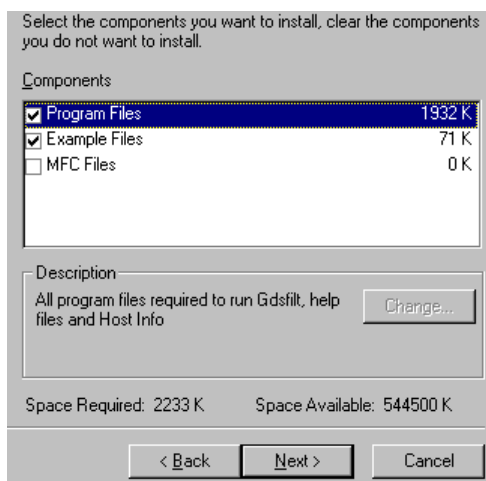 Select the components you want to install, clear the components
you do not want to install.
Components
Program Files 1932 K
Example Files 71 K
MFC Files 0 K
Description
All program files required to run Gdsfilt, help
files and Host Info
Change...
Space Required: 2233 K Space Available: 544500 K
< Back Next > Cancel